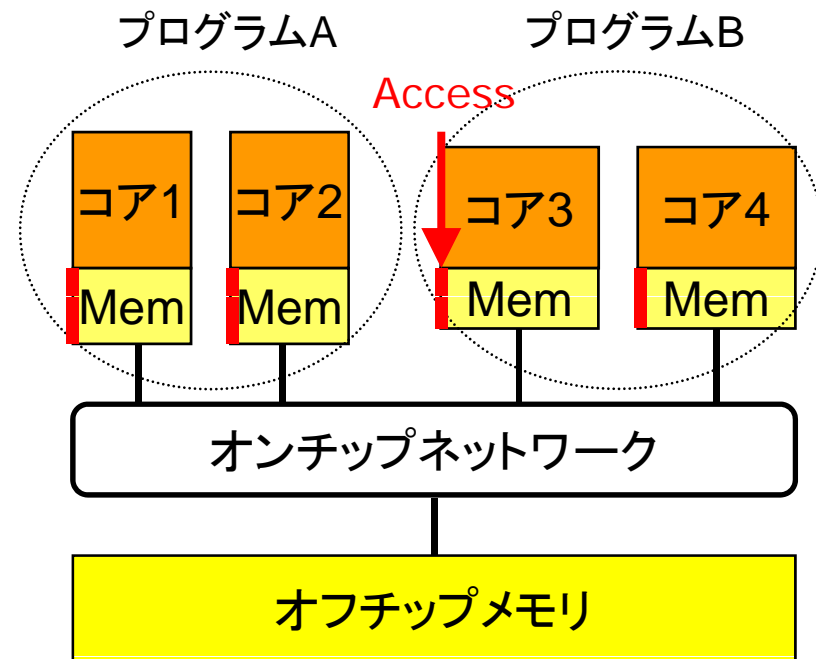 プログラムA
プログラムB
Access
コア1
コア2
コア3
コア4
Mem
Mem
Mem
Mem
オンチップネットワーク
オフチップメモリ